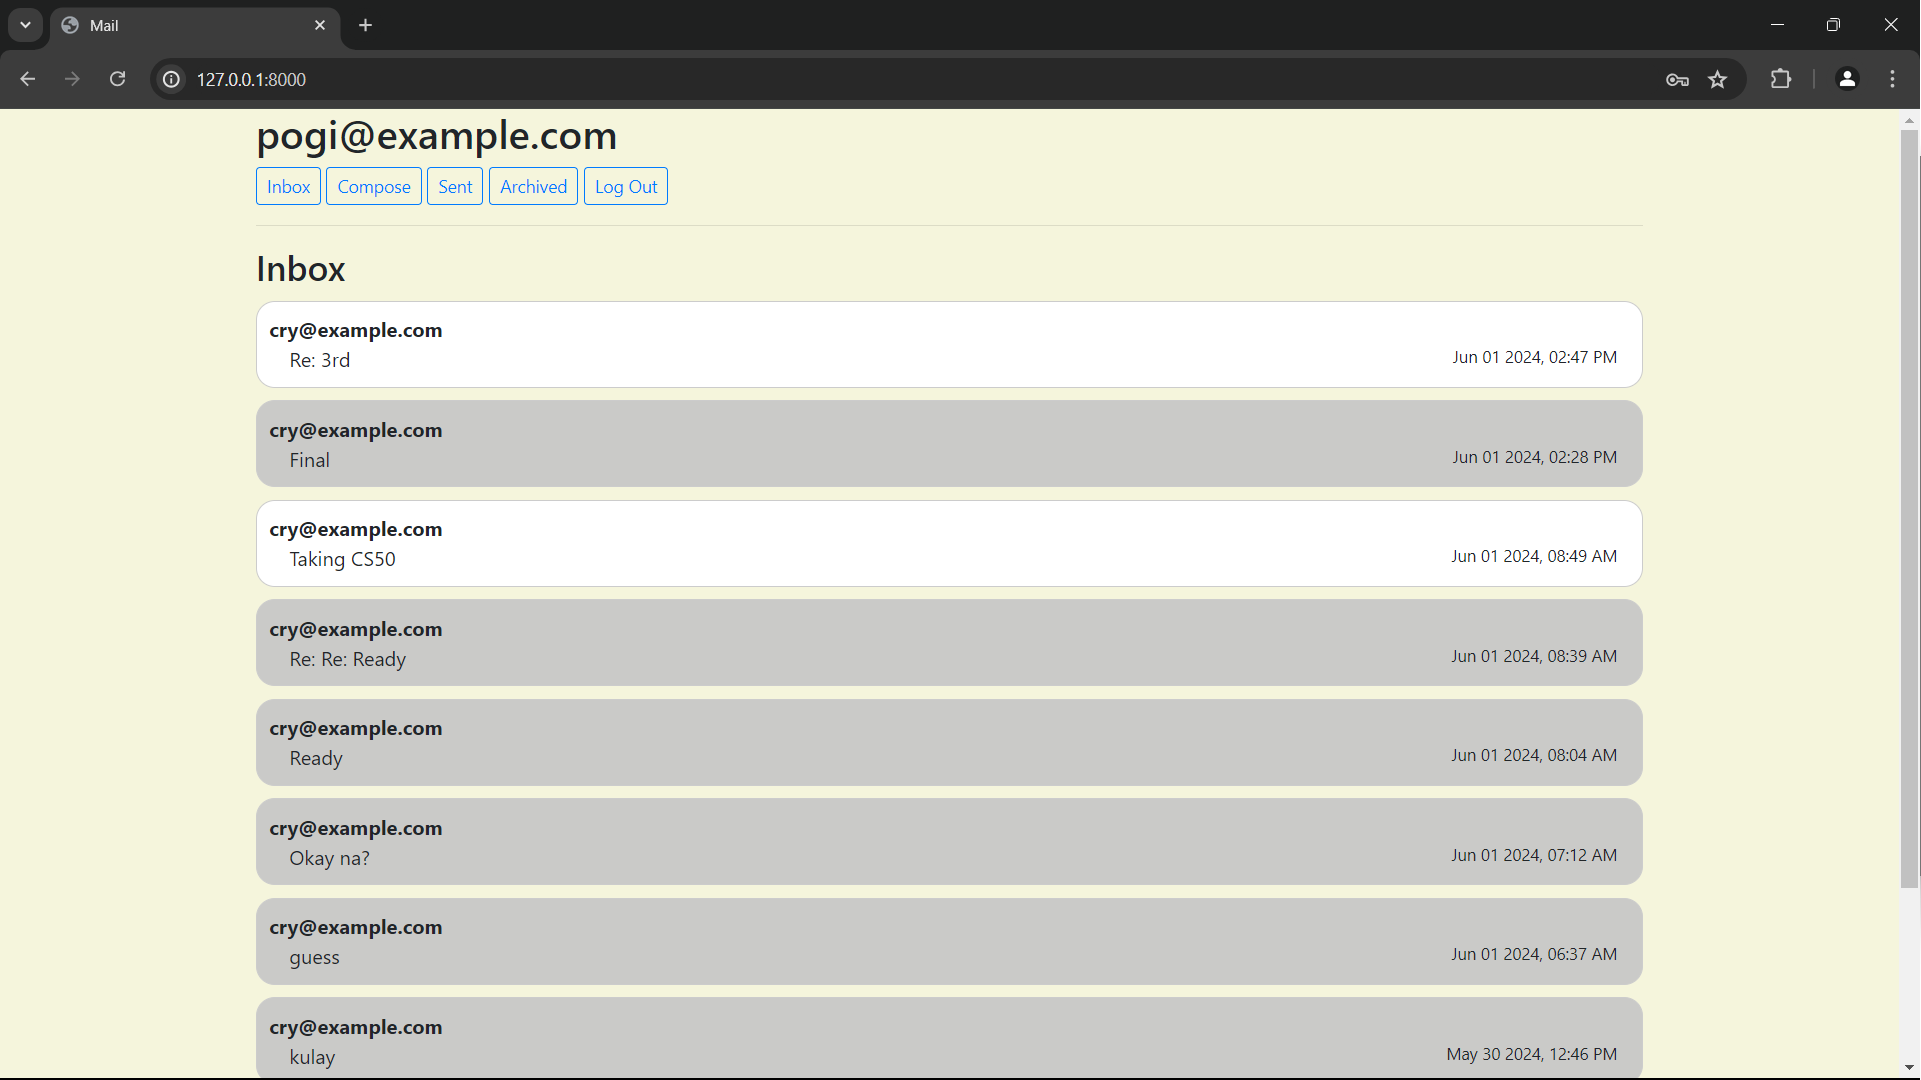 Mail
127.0.0.1:8000
pogi@example.com
Inbox Compose Sent Archived Log Out
Inbox
cry@example.com
Re: 3rd Jun 01 2024, 02:47 PM
cry@example.com
Final Jun 01 2024, 02:28 PM
cry@example.com
Taking CS50 Jun 01 2024, 08:49 AM
cry@example.com
Re: Re: Ready Jun 01 2024, 08:39 AM
cry@example.com
Ready Jun 01 2024, 08:04 AM
cry@example.com
Okay na? Jun 01 2024, 07:12 AM
cry@example.com
guess Jun 01 2024, 06:37 AM
cry@example.com
kulay May 30 2024, 12:46 PM